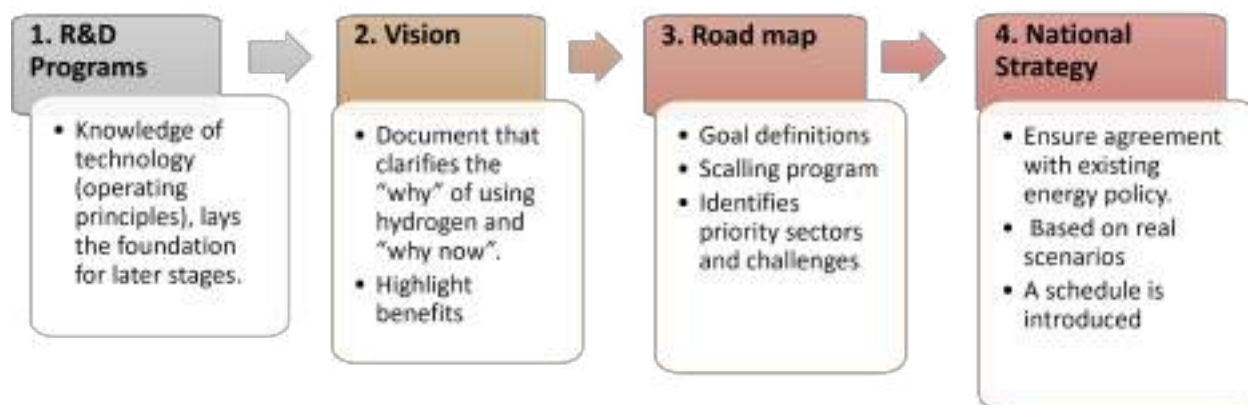 1. R&D
Programs
• Knowledge of
technology
(operating
principles), lays
the foundation
for later stages.
2. Vision
• Document that
clarifies the
“why” of using
hydrogen and
“why now”.
• Highlight
benefits
3. Road map
• Goal definitions
• Scalling program
• Identifies
priority sectors
and challenges
4. National
Strategy
• Ensure agreement
with existing
energy policy.
• Based on real
scenarios
• A schedule is
introduced